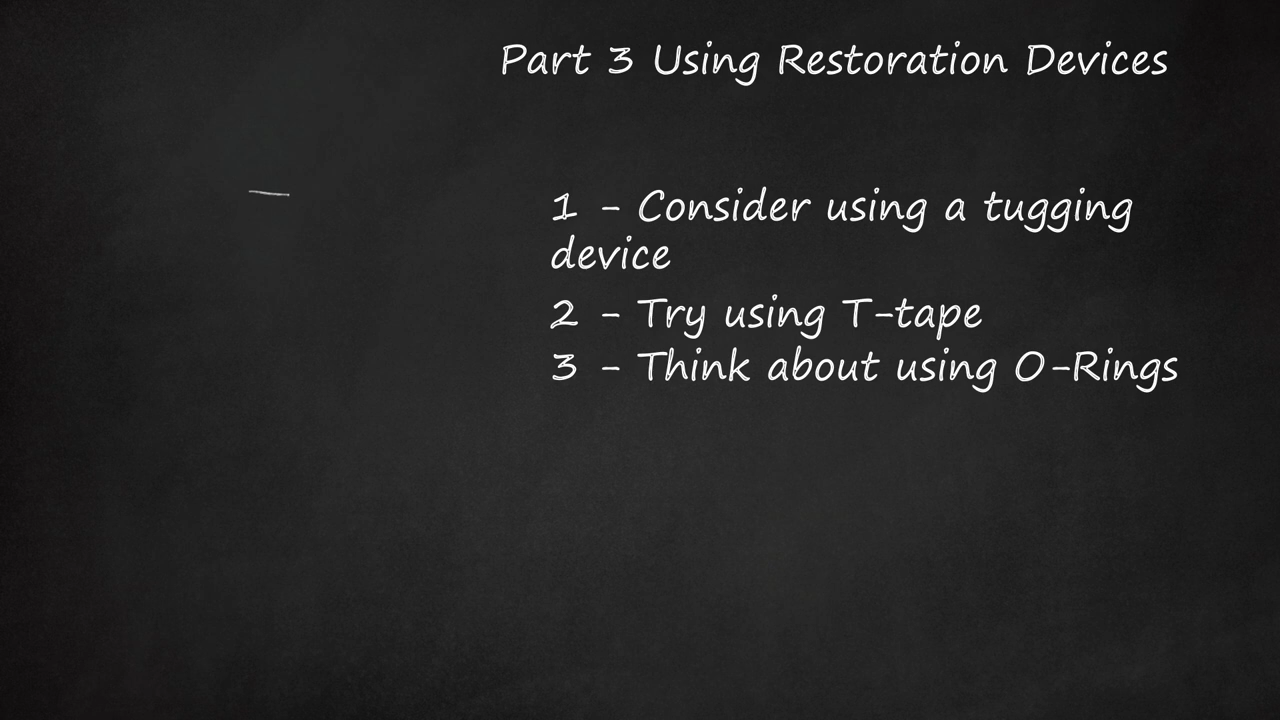 Part 3 Using Restoration Devices
1 - Consider using a tugging
device
2 - Try using T-tape
3 - Think about using O-Rings